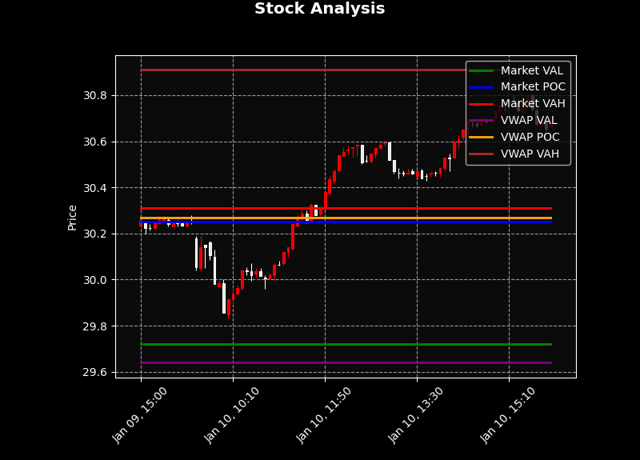 Stock Analysis
Market VAL
Market POC
Market VAH
VWAP VAL
VWAP POC
VWAP VAH
Price
30.8
30.6
30.4
30.2
30.0
29.8
29.6
Jan 09, 15:00
Jan 10, 10:10
Jan 10, 11:50
Jan 10, 13:30
Jan 10, 15:10